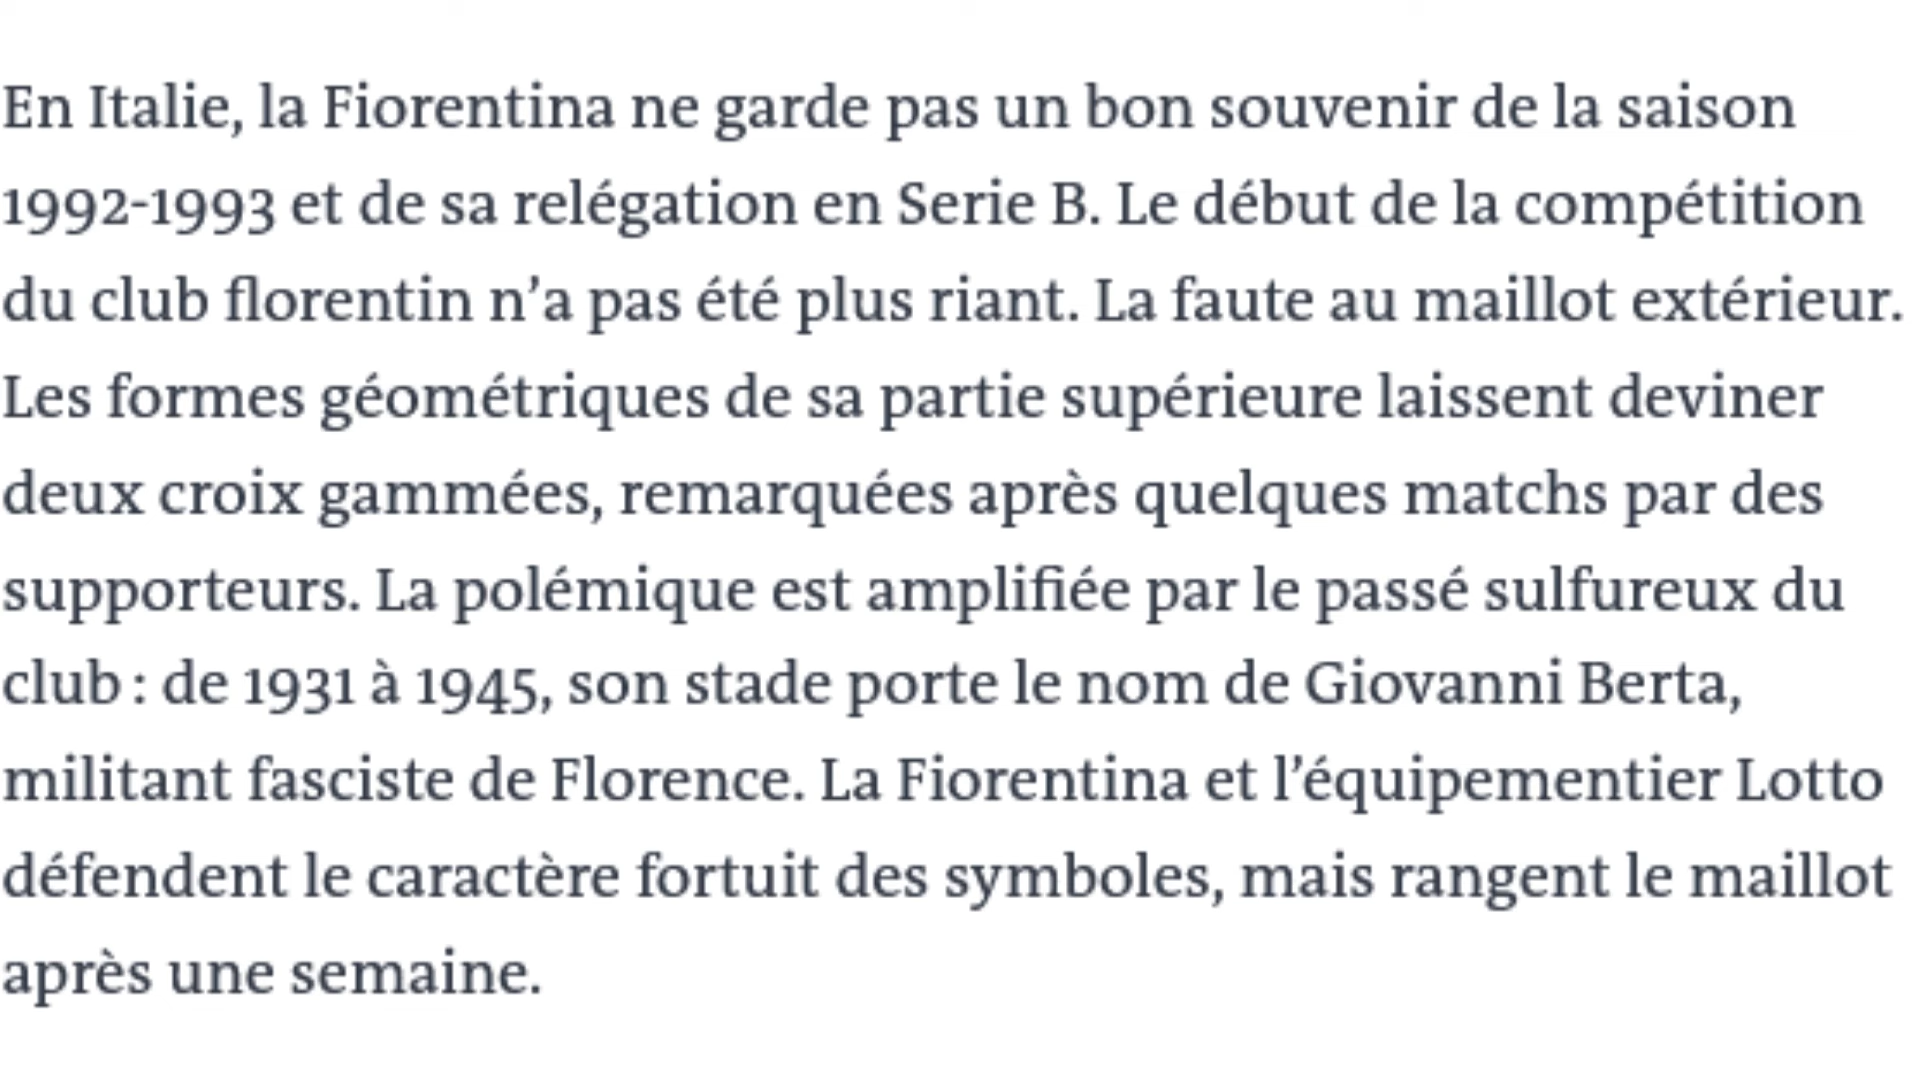 En Italie, la Fiorentina ne garde pas un bon souvenir de la saison
1992-1993 et de sa relégation en Serie B. Le début de la compétition
du club florentin n’a pas été plus riant. La faute au maillot extérieur.
Les formes géométriques de sa partie supérieure laissent deviner
deux croix gammées, remarquées après quelques matchs par des
supporteurs. La polémique est amplifiée par le passé sulfureux du
club : de 1931 à 1945, son stade porte le nom de Giovanni Berta,
militant fasciste de Florence. La Fiorentina et l’équipementier Lotto
défendent le caractère fortuit des symboles, mais rangent le maillot
après une semaine.